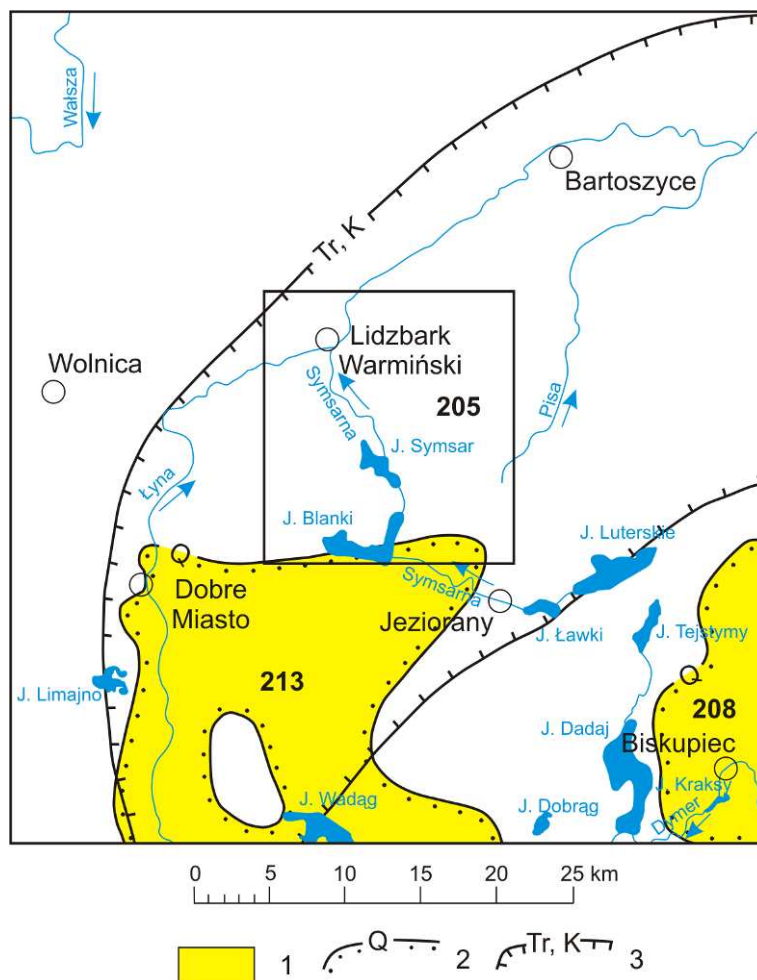 Wałsza
Bartoszyce
Tr, K
Lidzbark
Warmiński
Wolnica
Symsarna
205
Pisa
J. Symsar
Łyna
J. Blanki
J. Luterskie
Q
Dobre
Miasto
Symsarna
Jeziorany
J. Ławki
J. Tejstymy
J. Limajno
213
Q
208
J. Dadaj
Biskupiec
J. Wadąg
J. Dobrąg
J. Kraksy
Dymer
0 5 10 15 20 25 km
1 Q 2 Tr, K 3